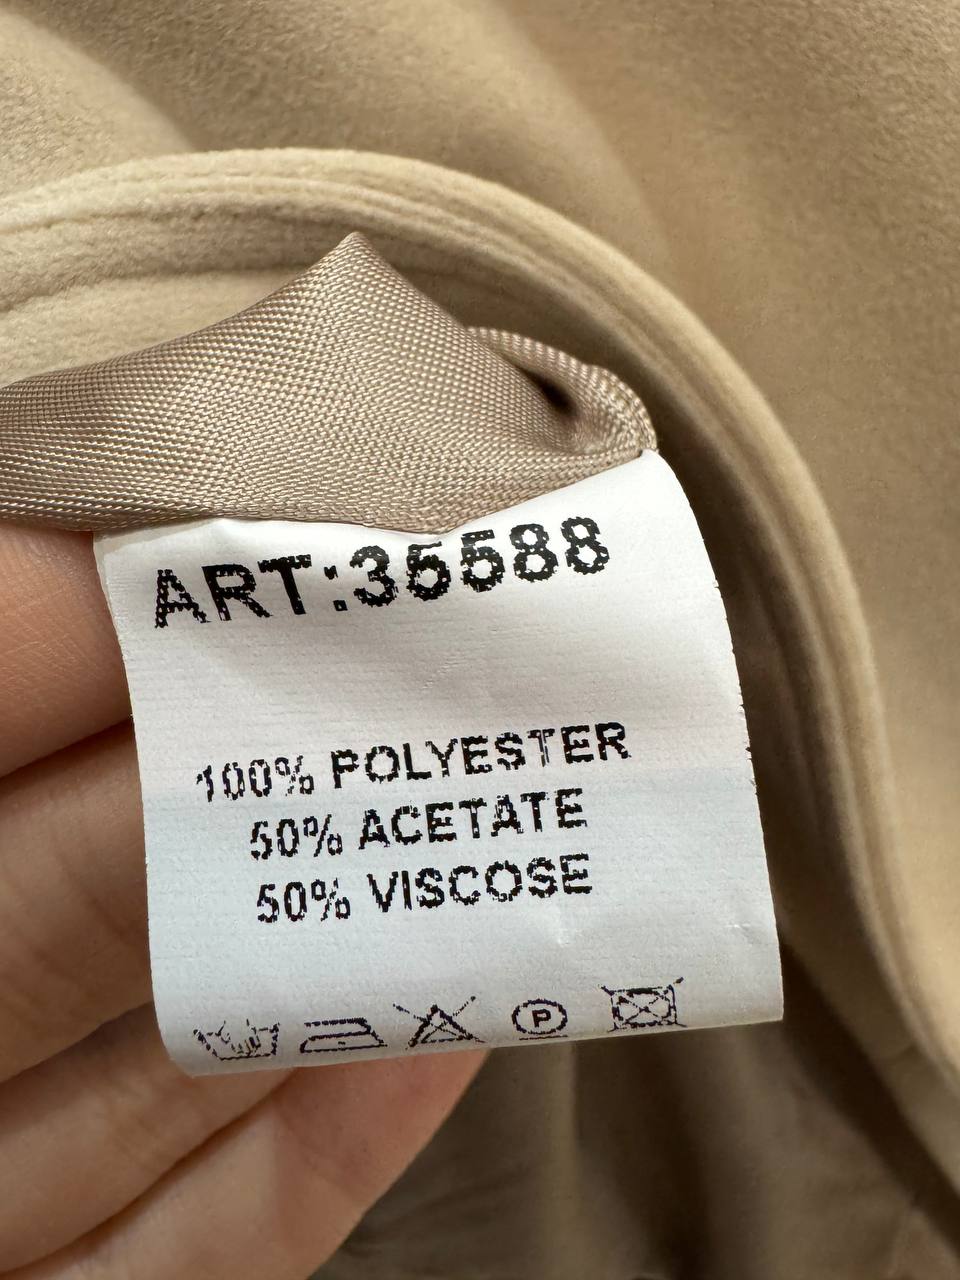 ART:35588
100% POLYESTER
50% ACETATE
50% VISCOSE
P